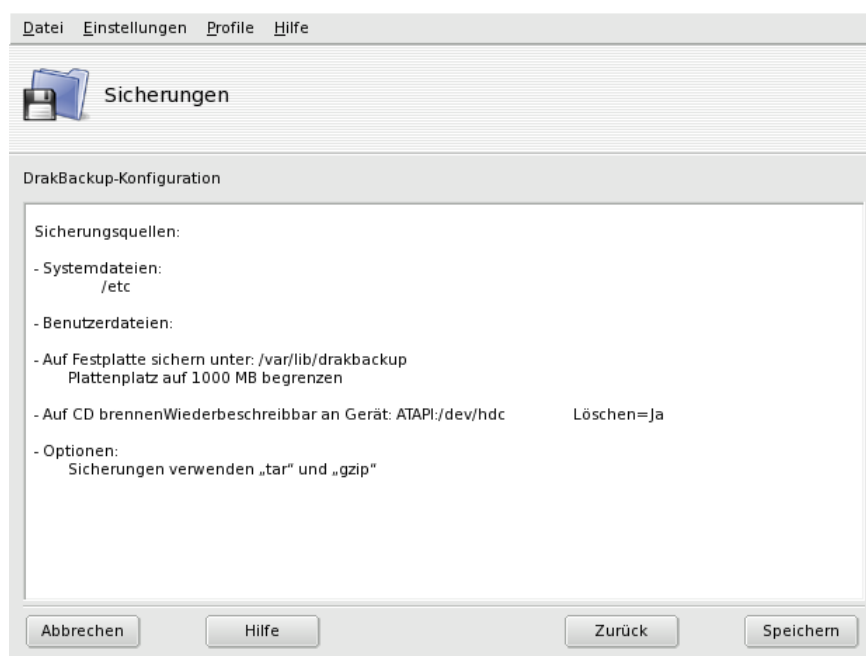 Datei Einstellungen Profile Hilfe
Sicherungen
DrakBackup-Konfiguration
Sicherungsquellen:
- Systemdateien:
/etc
- Benutzerdateien:
- Auf Festplatte sichern unter: /var/lib/drakbackup
Plattenplatz auf 1000 MB begrenzen
- Auf CD brennenWiederbeschreibbar an Gerät: ATAPI:/dev/hdc Löschen=Ja
- Optionen:
Sicherungen verwenden „tar“ und „gzip“
Abbrechen Hilfe Zurück Speichern